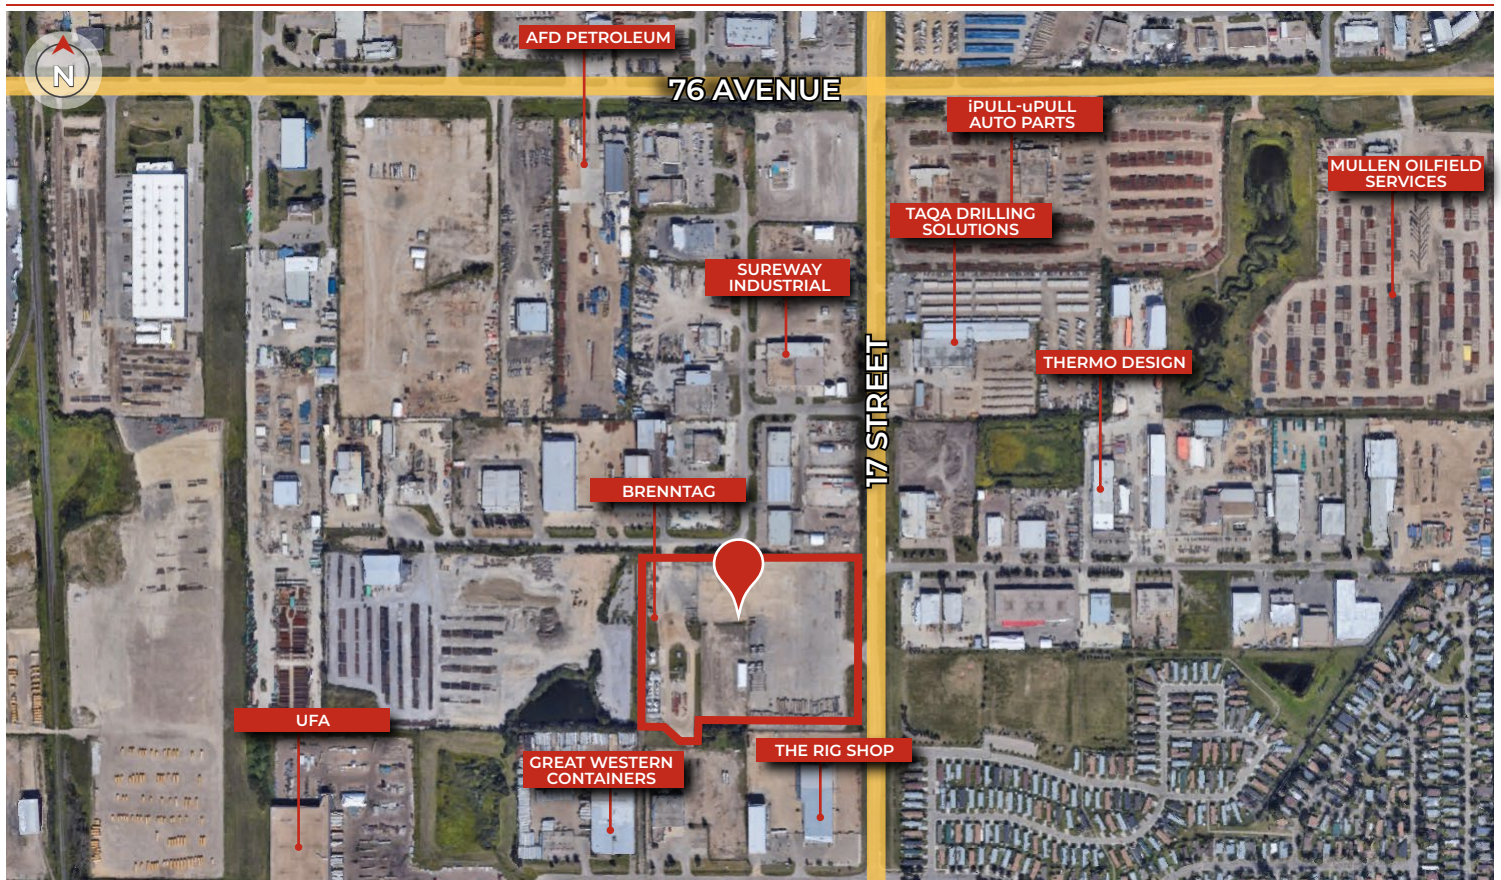 AFD PETROLEUM
N
76 AVENUE
iPULL-uPULL
AUTO PARTS
MULLEN OILFIELD
SERVICES
TAQA DRILLING
SOLUTIONS
SUREWAY
INDUSTRIAL
17 STREET
THERMO DESIGN
BRENNTAG
UFA
THE RIG SHOP
GREAT WESTERN
CONTAINERS